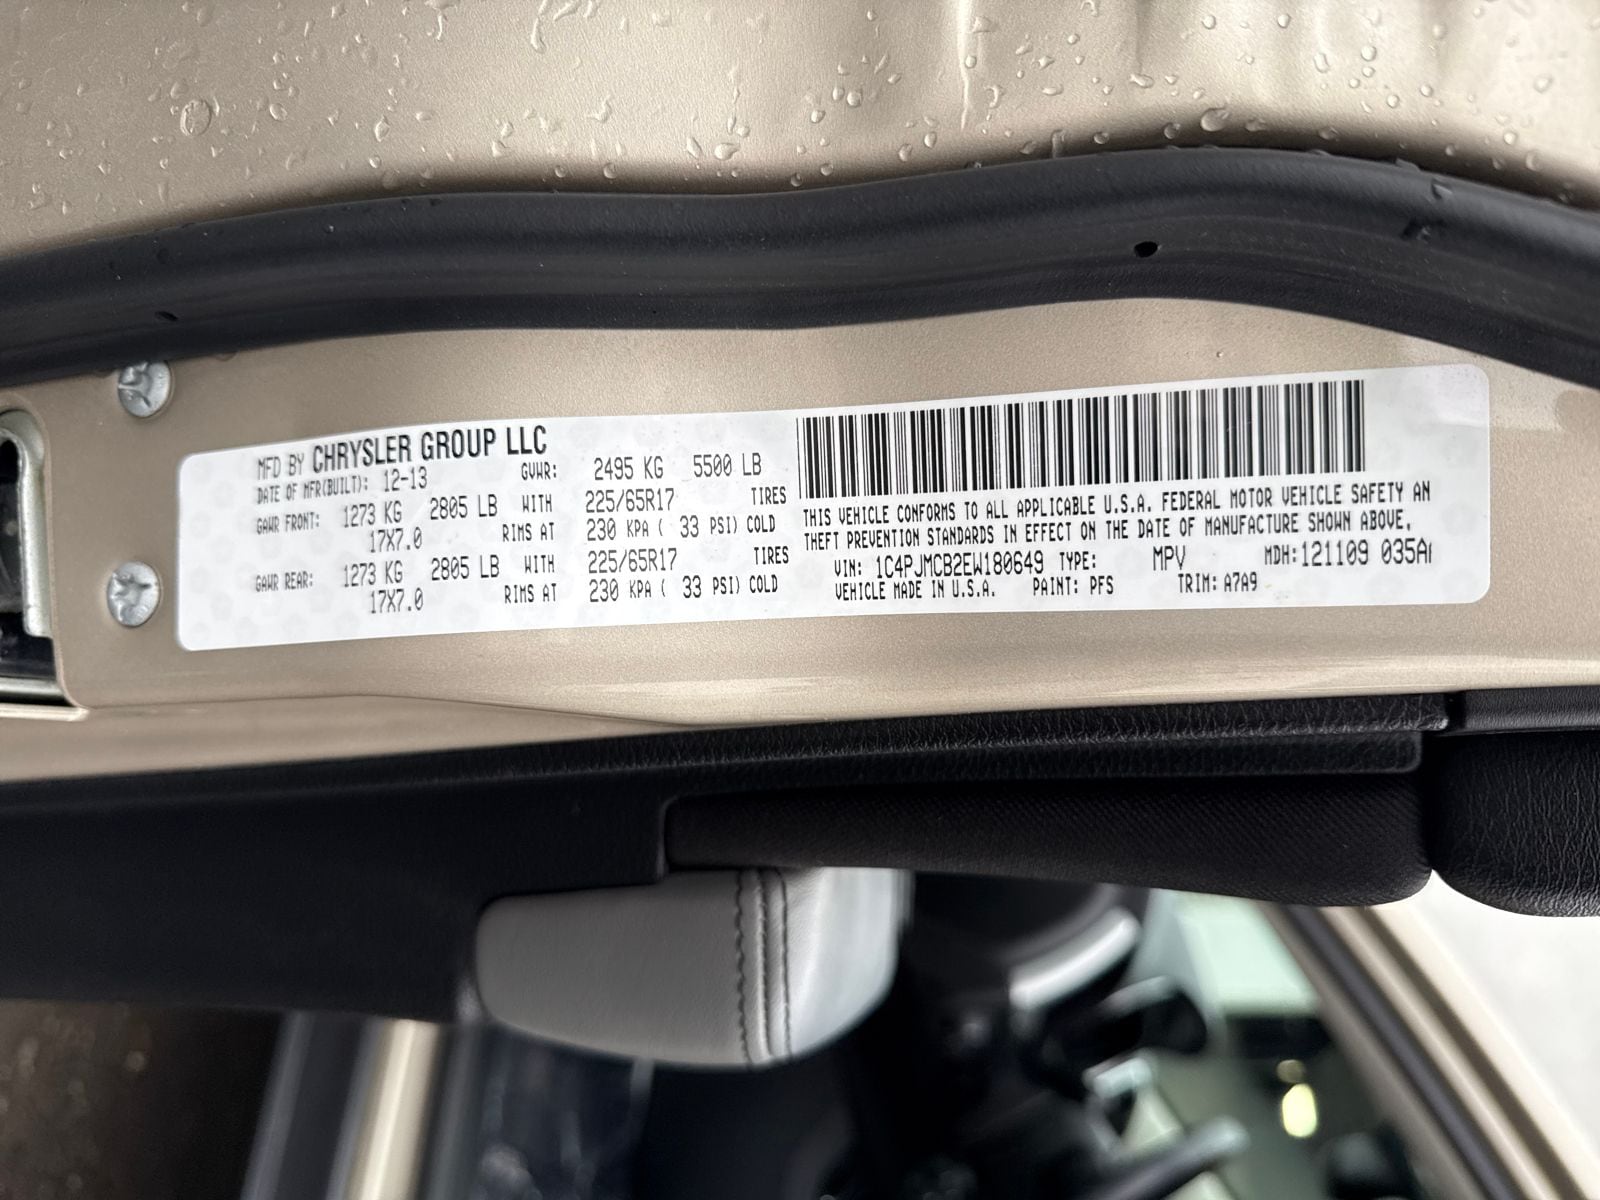 MFD BY CHRYSLER GROUP LLC
DATE OF MFR(BUILT): 12-13 GVWR: 2495 KG 5500 LB
GAWR FRONT: 1273 KG 2805 LB WITH 225/65R17 TIRES
17X7.0 RIMS AT 230 KPA ( 33 PSI) COLD
GAWR REAR: 1273 KG 2805 LB WITH 225/65R17 TIRES
17X7.0 RIMS AT 230 KPA ( 33 PSI) COLD
THIS VEHICLE CONFORMS TO ALL APPLICABLE U.S.A. FEDERAL MOTOR VEHICLE SAFETY AN
THEFT PREVENTION STANDARDS IN EFFECT ON THE DATE OF MANUFACTURE SHOWN ABOVE.
VIN: 1C4PJMCB2EW180649 TYPE: MPV MDH: 121109 035A
VEHICLE MADE IN U.S.A. PAINT: PFS TRIM: A7A9